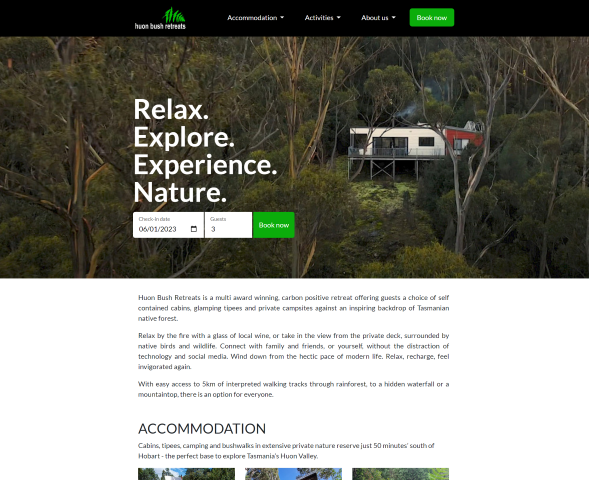 huon bush retreats
Accommodation
Activities
About us
Book now
Relax.
Explore.
Experience.
Nature.
Check-in date
06/01/2023
Guests
3
Book now
Huon Bush Retreats is a multi award winning, carbon positive retreat offering guests a choice of self
contained cabins, glamping tipees and private campsites against an inspiring backdrop of Tasmanian
native forest.
Relax by the fire with a glass of local wine, or take in the view from the private deck, surrounded by
native birds and wildlife. Connect with family and friends, or yourself, without the distraction of
technology and social media. Wind down from the hectic pace of modern life. Relax, recharge, feel
invigorated again.
With easy access to 5km of interpreted walking tracks through rainforest, to a hidden waterfall or a
mountaintop, there is an option for everyone.
ACCOMMODATION
Cabins, tipees, camping and bushwalks in extensive private nature reserve just 50 minutes' south of
Hobart - the perfect base to explore Tasmania's Huon Valley.